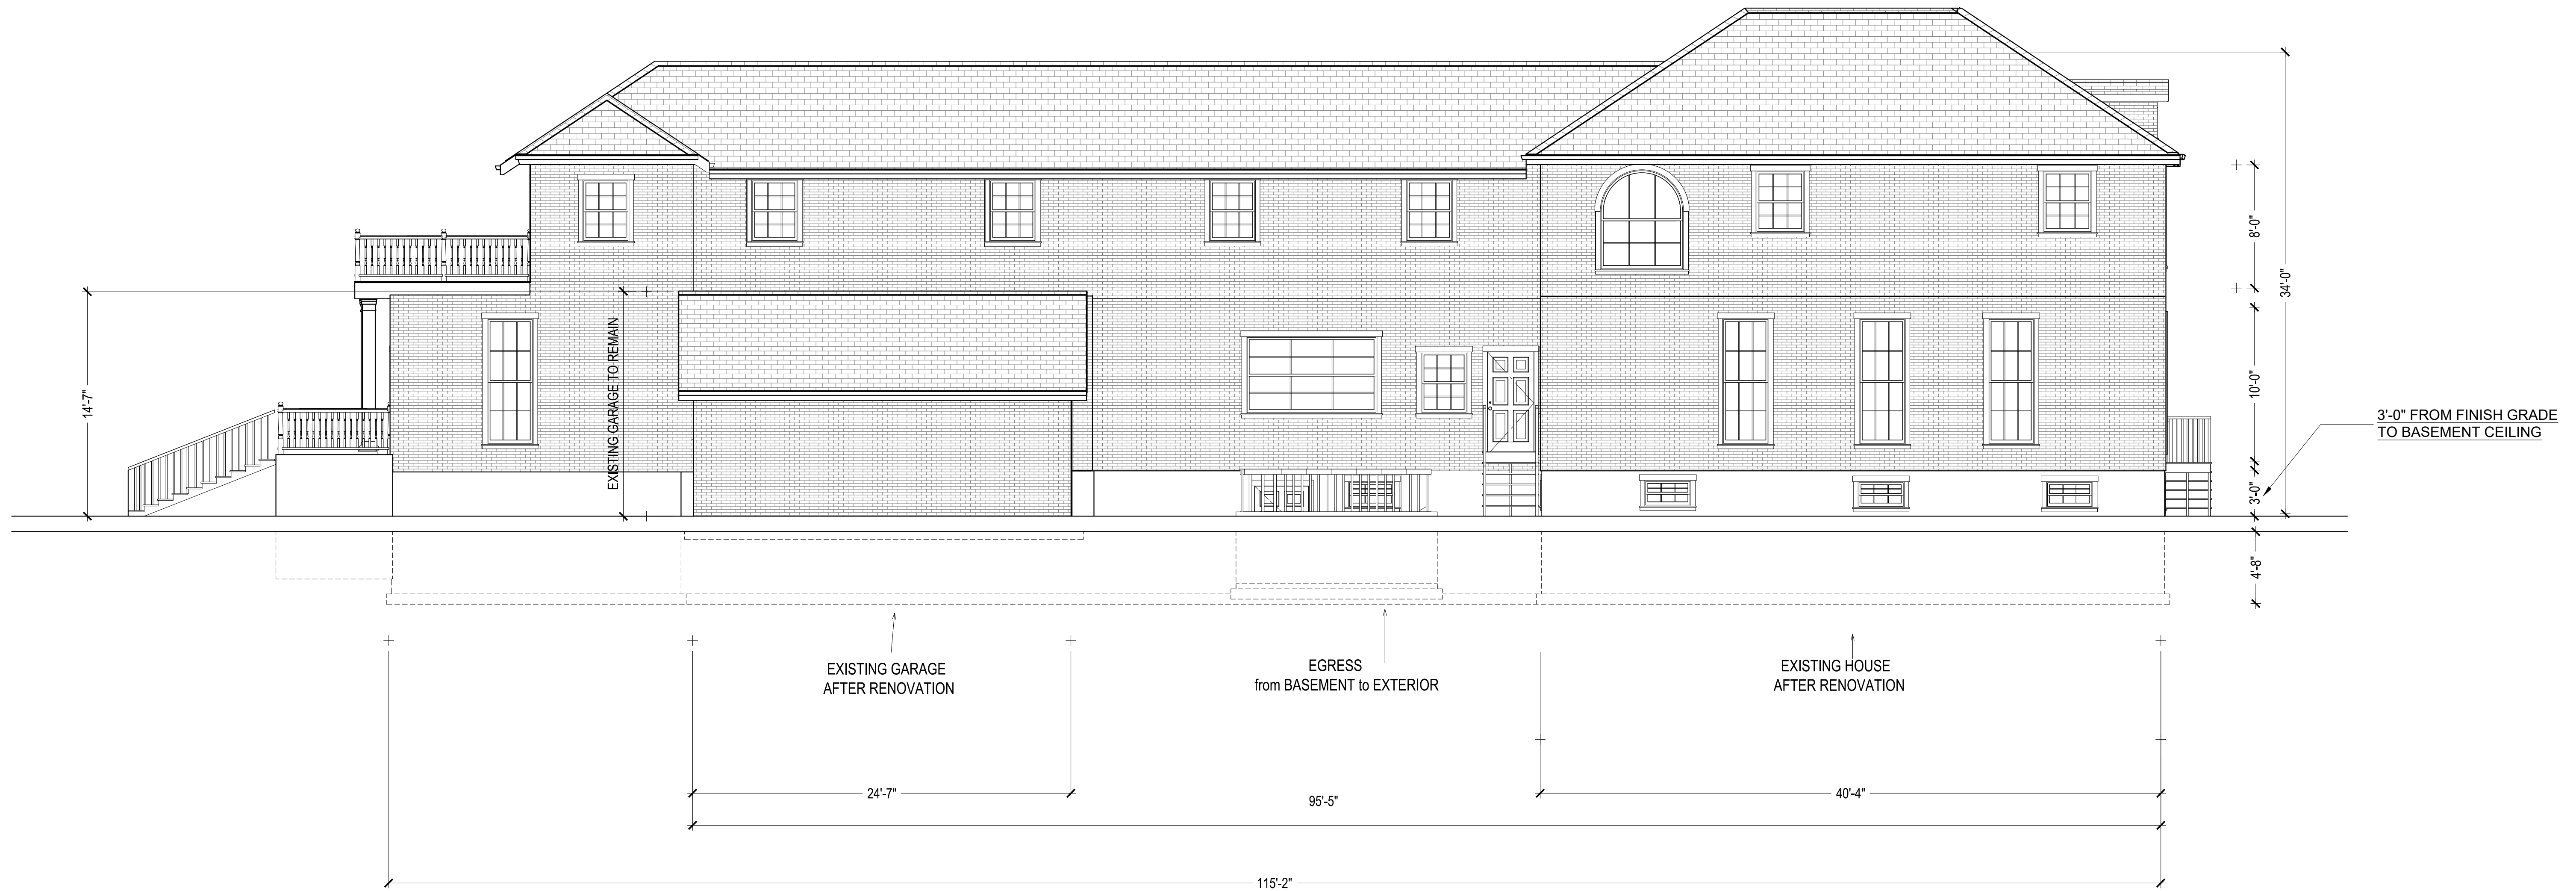 8'-0"
34'-0"
14'-7"
EXISTING GARAGE TO REMAIN
10'-0"
3'-0" FROM FINISH GRADE
TO BASEMENT CEILING
3'-0"
4'-8"
EXISTING GARAGE
AFTER RENOVATION
EGRESS
from BASEMENT to EXTERIOR
EXISTING HOUSE
AFTER RENOVATION
24'-7"
95'-5"
40'-4"
115'-2"